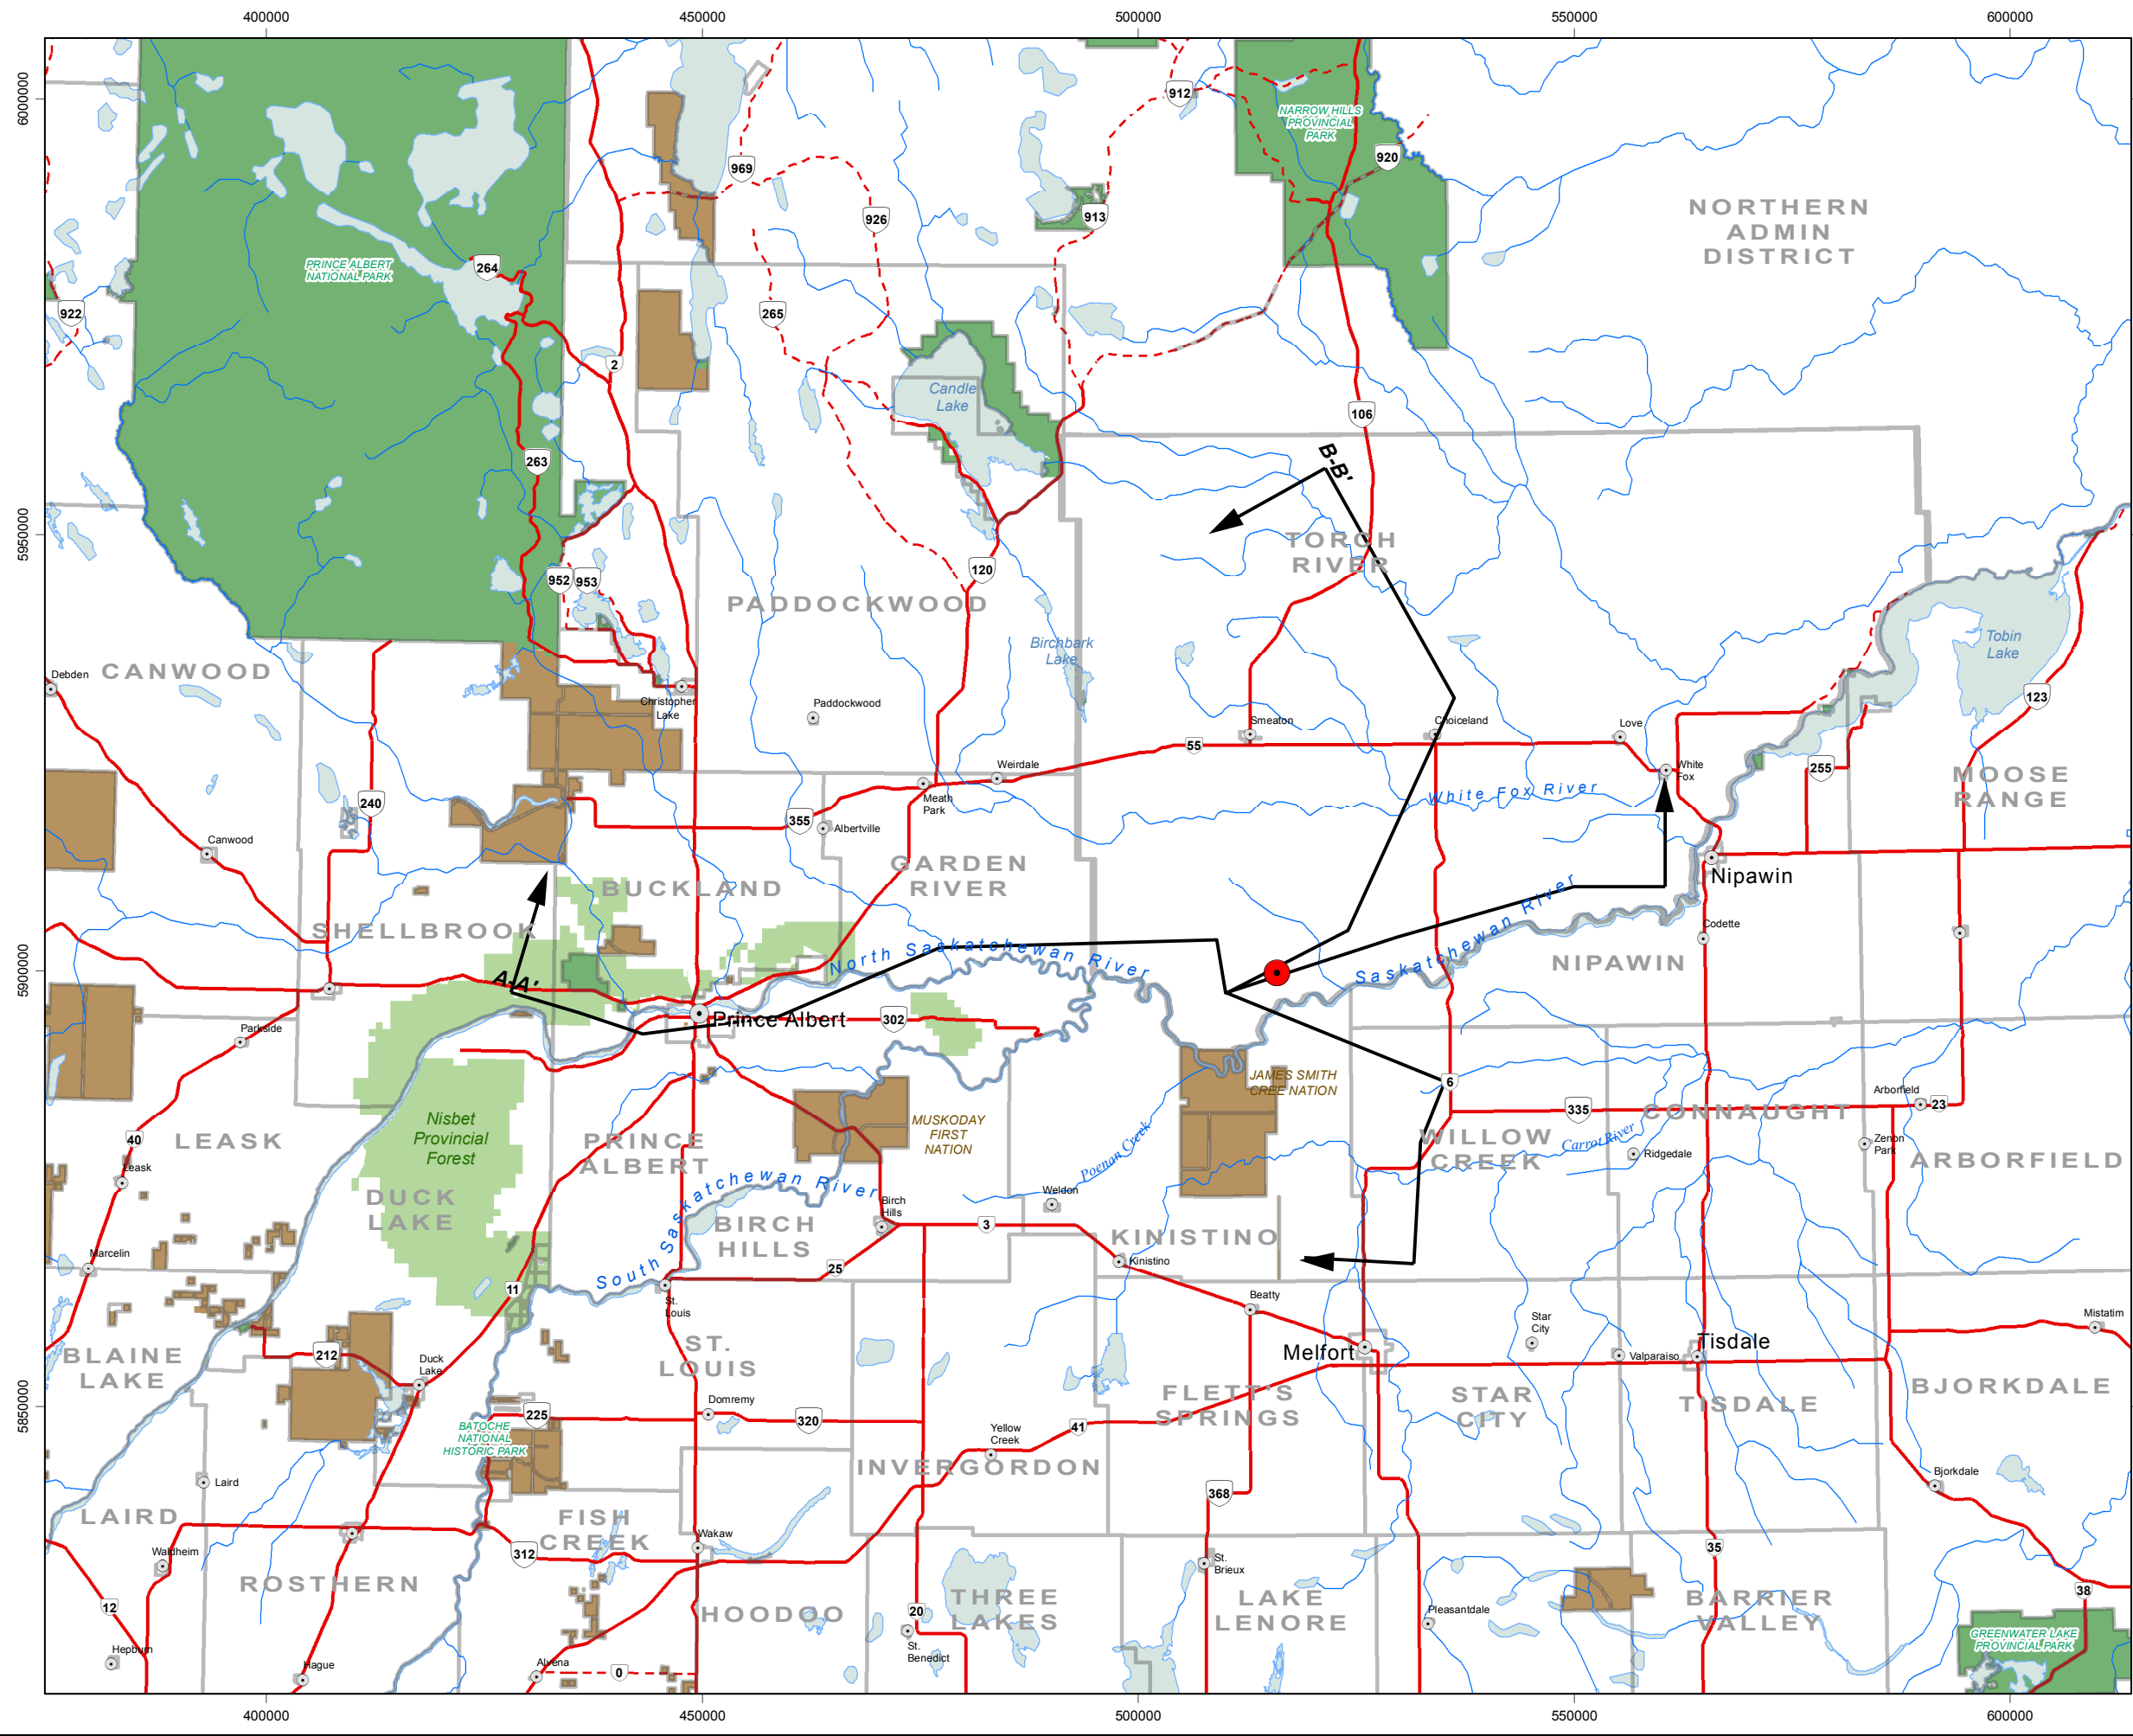 400000
450000
500000
550000
600000
6000000
5950000
5900000
5850000
912
NARROW HILLS
PROVINCIAL
PARK
920
969
926
913
NORTHERN
ADMIN
DISTRICT
PRINCE ALBERT
NATIONAL PARK
264
922
265
2
Candle
Lake
106
263
B-B'
TORCH
RIVER
120
952
953
PADDOCKWOOD
Birchbark
Lake
Tobin
Lake
CANWOOD
Debden
Christopher
Lake
Paddockwood
123
Smeaton
Choiceland
Love
55
White
Fox
255
MOOSE
RANGE
Weirdale
Meath
Park
White Fox River
240
355
Albertville
Canwood
GARDEN
RIVER
BUCKLAND
Nipawin
SHELLBROOK
Codette
North Saskatchewan River
Saskatchewan River
NIPAWIN
A-A'
Prince Albert
302
Parkside
6
JAMES SMITH
CREE NATION
Arborfield
23
335
CONNAUGHT
MUSKODAY
FIRST
NATION
Nisbet
Provincial
Forest
LEASK
40
Leask
PRINCE
ALBERT
WILLOW
CREEK
Carrot River
Ridgedale
Zenon
Park
ARBORFIELD
Poenan Creek
South Saskatchewan River
DUCK
LAKE
Birch
Hills
Weldon
BIRCH
HILLS
3
KINISTINO
Marcelin
25
Kinistino
11
St.
Louis
Beatty
Star
City
Mistatim
BLAINE
LAKE
212
Duck
Lake
ST.
LOUIS
Melfort
Tisdale
Valparaiso
FLETT'S
SPRINGS
STAR
CITY
TISDALE
BJORKDALE
Domremy
225
320
BATOCHE
NATIONAL
HISTORIC PARK
Yellow
Creek
41
INVERGORDON
Laird
368
Bjorkdale
LAIRD
FISH
CREEK
Wakaw
312
35
Waldheim
St.
Brieux
ROSTHERN
12
HOODOO
THREE
LAKES
20
LAKE
LENORE
Pleasantdale
BARRIER
VALLEY
38
GREENWATER LAKE
PROVINCIAL PARK
Hepburn
Hague
Alvena
0
St.
Benedict
400000
450000
500000
550000
600000